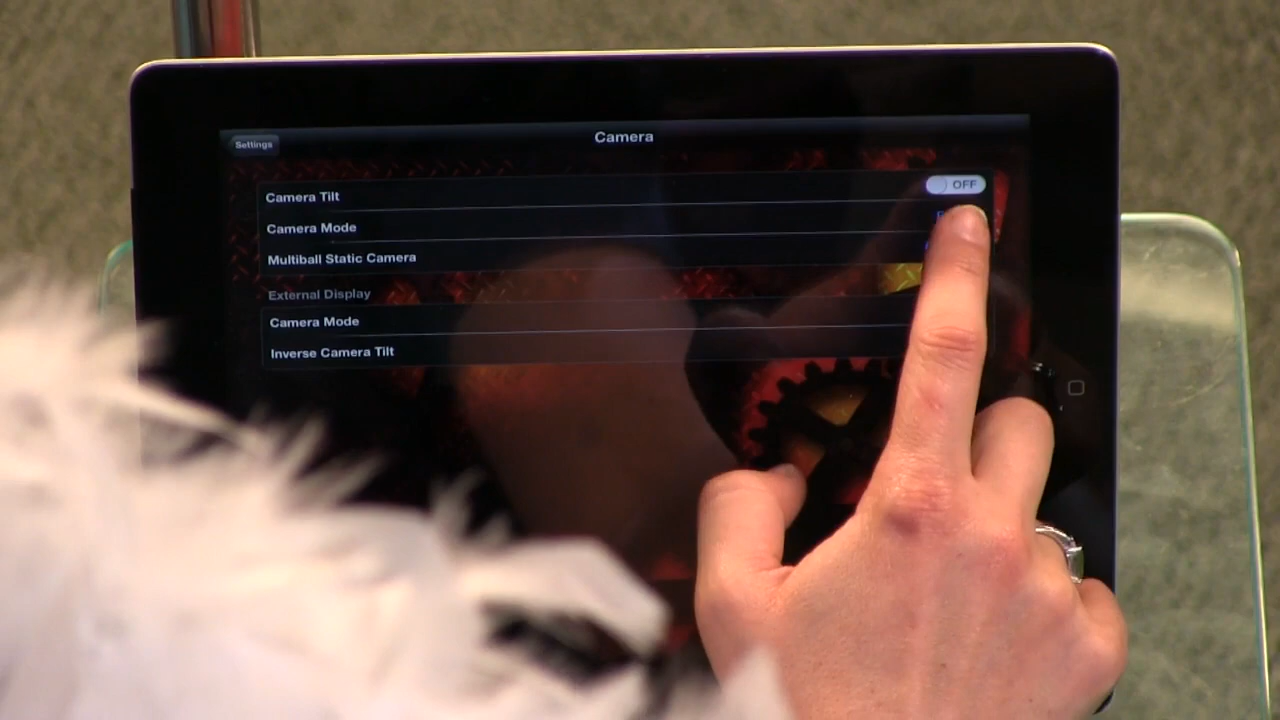 Settings
Camera
Camera Tilt
OFF
Camera Mode
Multiball Static Camera
External Display
Camera Mode
Inverse Camera Tilt